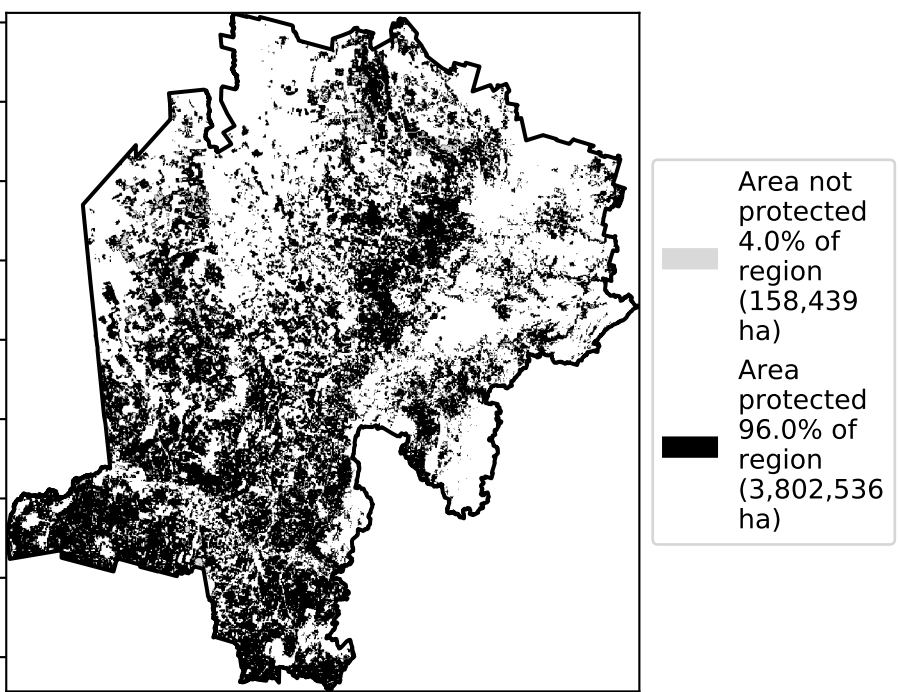 Area not
protected
4.0% of
region
(158,439
ha)
Area
protected
96.0% of
region
(3,802,536
ha)